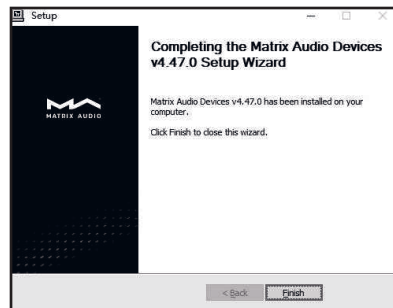 Setup
Completing the Matrix Audio Devices
v4.47.0 Setup Wizard
MATRIX AUDIO
Matrix Audio Devices v4.47.0 has been installed on your
computer.
Click Finish to close this wizard.
< Back
Finish